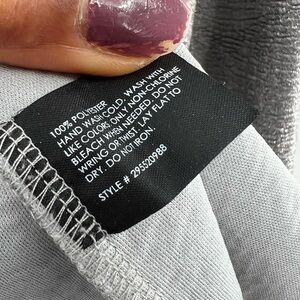 100% POLYESTER
HAND WASH COLD. WASH WITH
LIKE COLORS. ONLY NON-CHLORINE
BLEACH WHEN NEEDED. DO NOT
WRING OR TWIST. LAY FLAT TO
DRY. DO NOT IRON.
STYLE # 29552098B